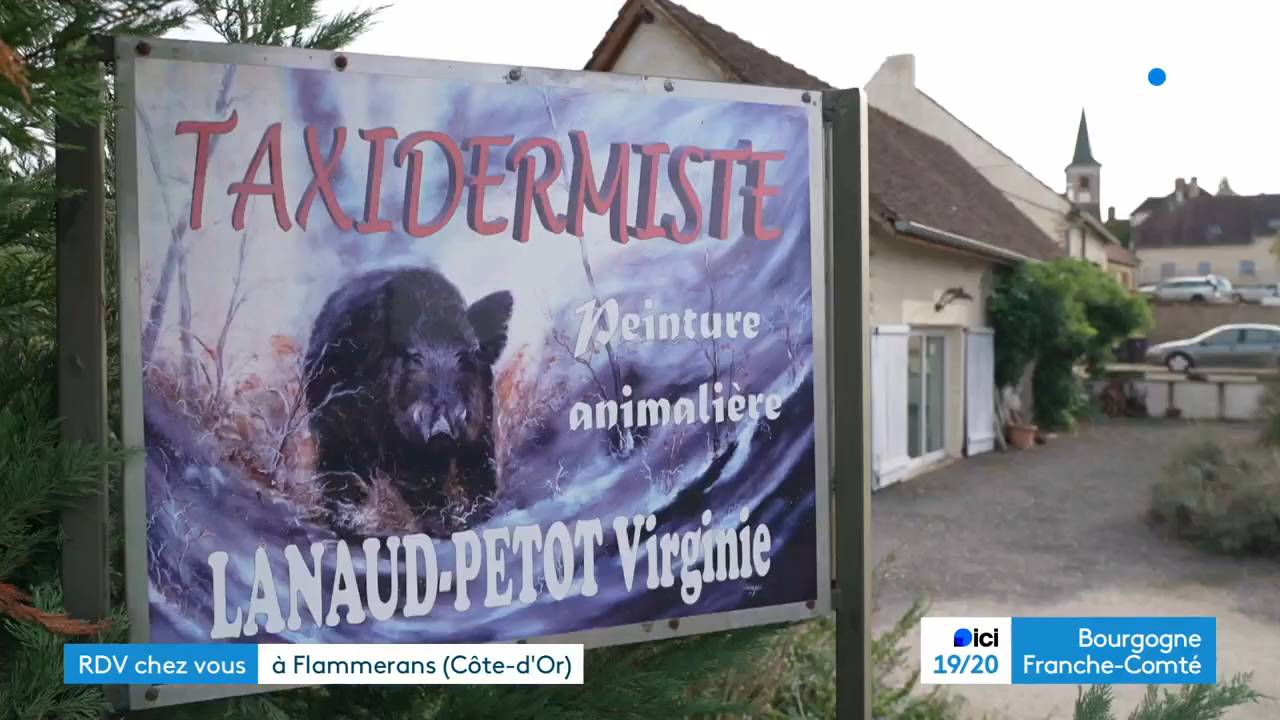 TAXIDERMISTE
Peinture
animalière
LANAUD-PETOT Virginie
RDV chez vous à Flammerans (Côte-d'Or)
ici
19/20
Bourgogne
Franche-Comté